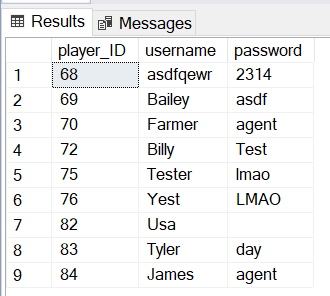 Results Messages
player_ID username password
1 68 asdfqewr 2314
2 69 Bailey asdf
3 70 Farmer agent
4 72 Billy Test
5 75 Tester lmao
6 76 Yest LMAO
7 82 Usa
8 83 Tyler day
9 84 James agent